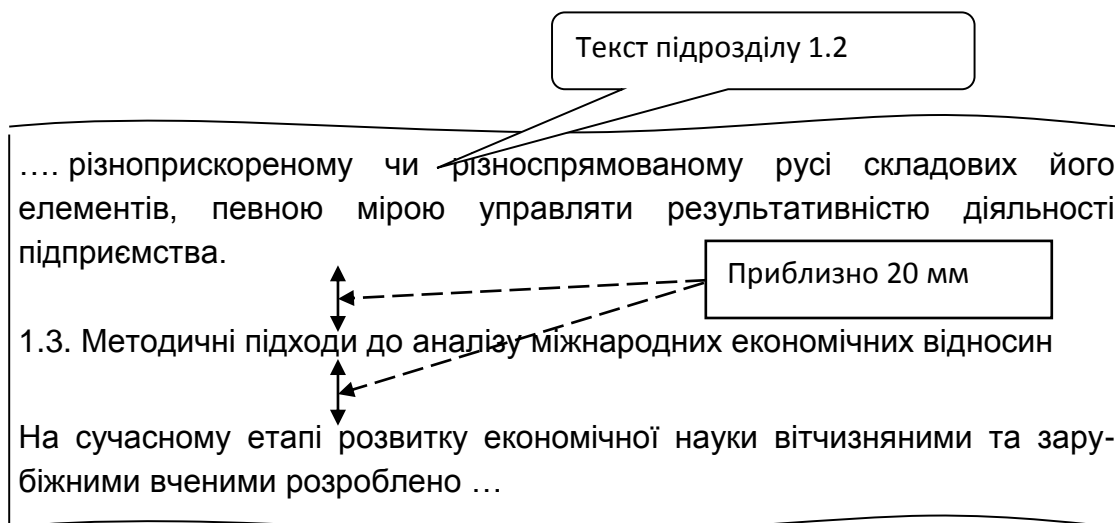 Текст підрозділу 1.2
…. різноприскореному чи різноспрямованому русі складових його
елементів, певною мірою управляти результативністю діяльності
підприємства.
Приблизно 20 мм
1.3. Методичні підходи до аналізу міжнародних економічних відносин
На сучасному етапі розвитку економічної науки вітчизняними та зару-
біжними вченими розроблено …